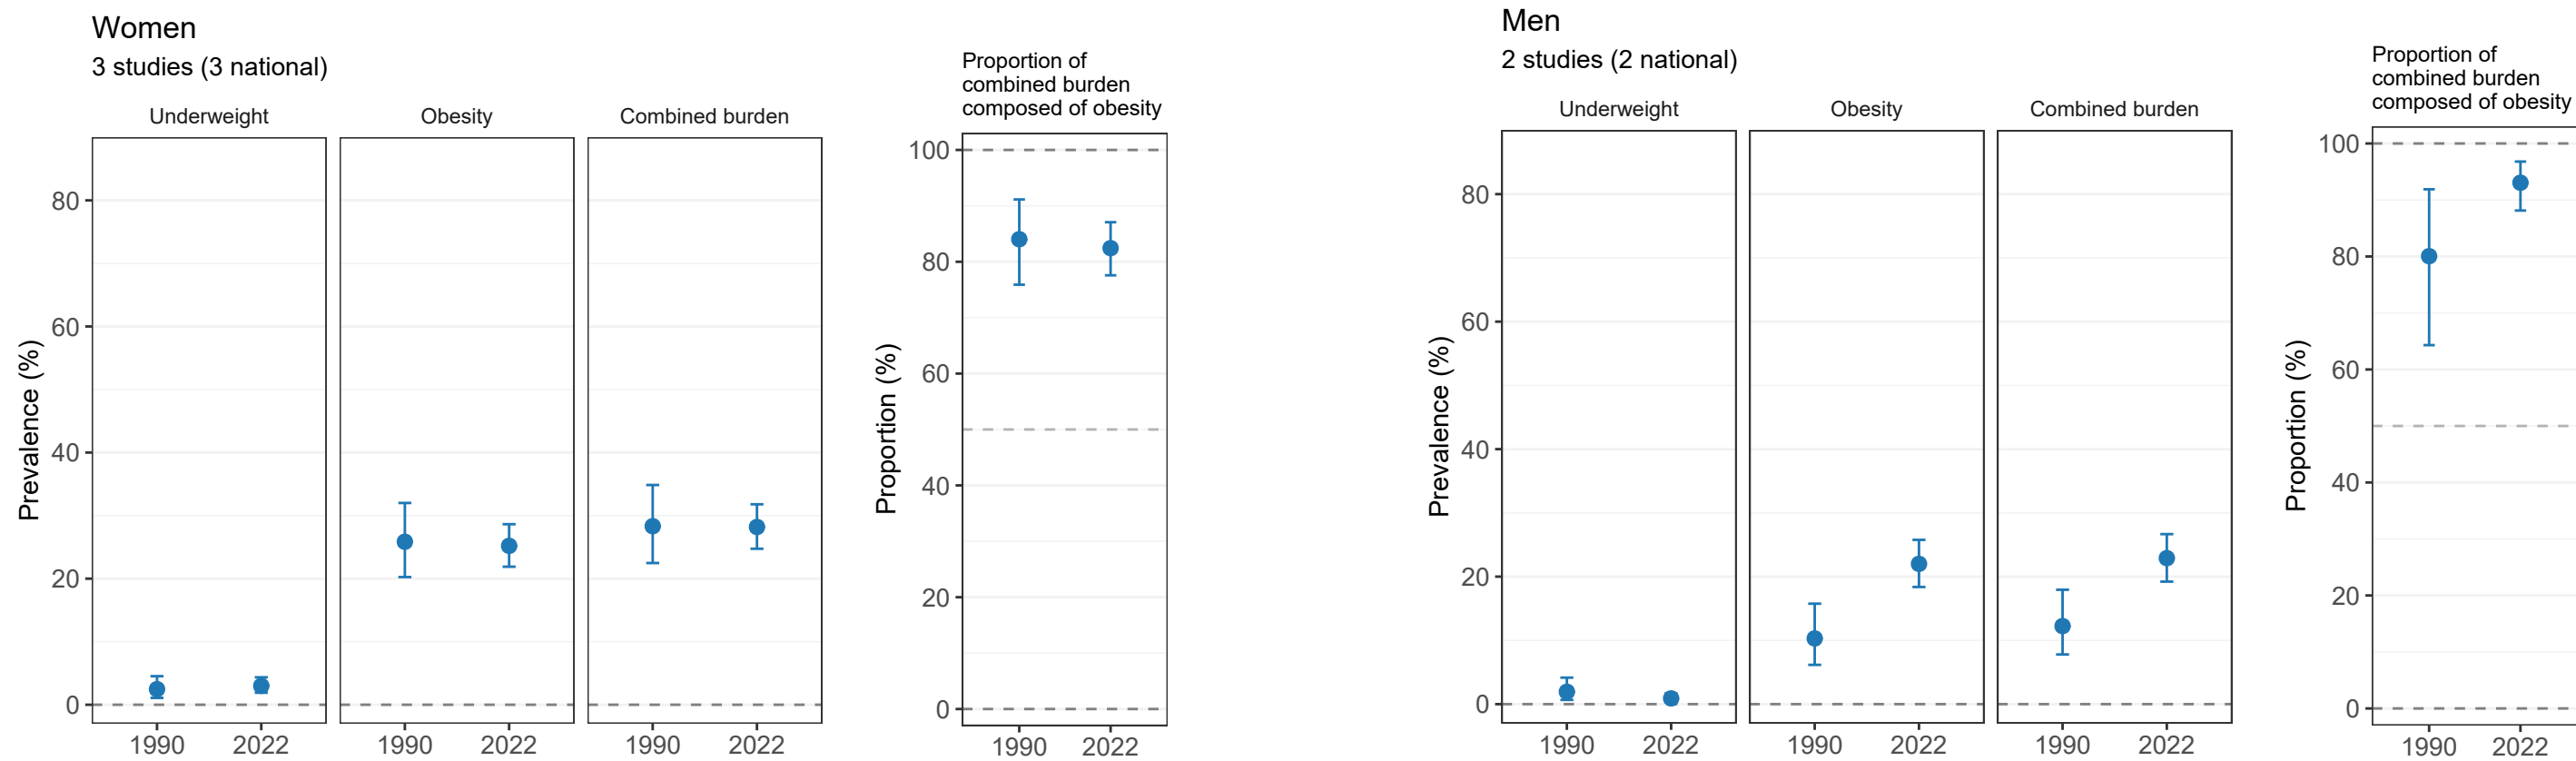 Women
3 studies (3 national)
Underweight
Obesity
Combined burden
Prevalence (%)
80
60
40
20
0
1990 2022
1990 2022
1990 2022
Proportion of
combined burden
composed of obesity
Proportion (%)
100
80
60
40
20
0
1990 2022
Men
2 studies (2 national)
Underweight
Obesity
Combined burden
Prevalence (%)
80
60
40
20
0
1990 2022
1990 2022
1990 2022
Proportion of
combined burden
composed of obesity
Proportion (%)
100
80
60
40
20
0
1990 2022